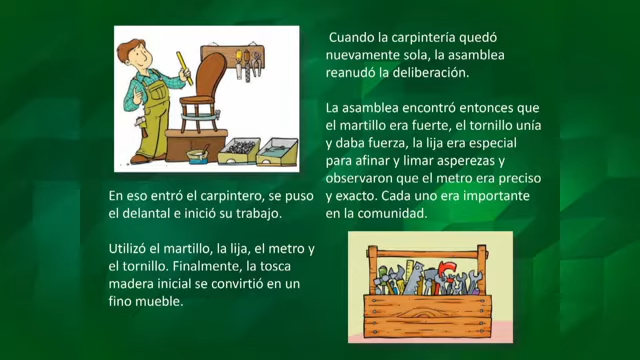 En eso entró el carpintero, se puso
el delantal e inició su trabajo.
Utilizó el martillo, la lija, el metro y
el tornillo. Finalmente, la tosca
madera inicial se convirtió en un
fino mueble.
Cuando la carpintería quedó
nuevamente sola, la asamblea
reanudó la deliberación.
La asamblea encontró entonces que
el martillo era fuerte, el tornillo unía
y daba fuerza, la lija era especial
para afinar y limar asperezas y
observaron que el metro era preciso
y exacto. Cada uno era importante
en la comunidad.